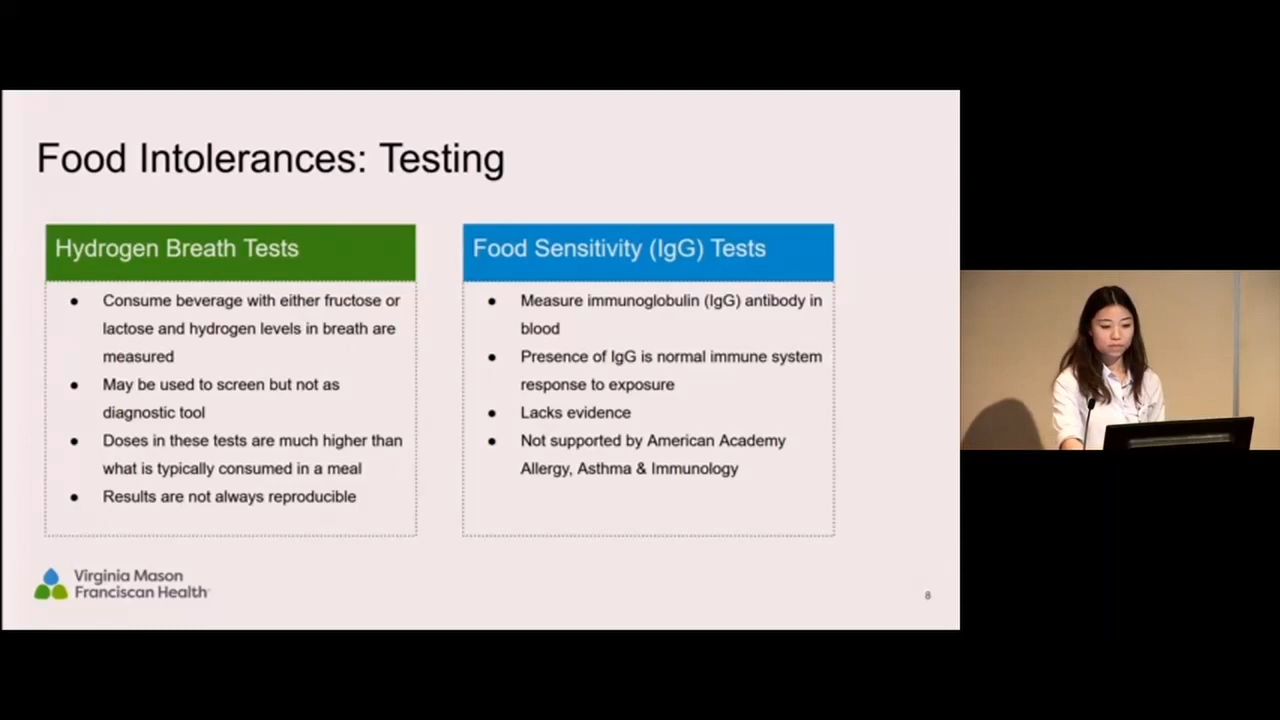 Food Intolerances: Testing
Hydrogen Breath Tests
Consume beverage with either fructose or
lactose and hydrogen levels in breath are
measured
May be used to screen but not as
diagnostic tool
Doses in these tests are much higher than
what is typically consumed in a meal
Results are not always reproducible
Food Sensitivity (IgG) Tests
Measure immunoglobulin (IgG) antibody in
blood
Presence of IgG is normal immune system
response to exposure
Lacks evidence
Not supported by American Academy
Allergy, Asthma & Immunology
Virginia Mason
Franciscan Health
8